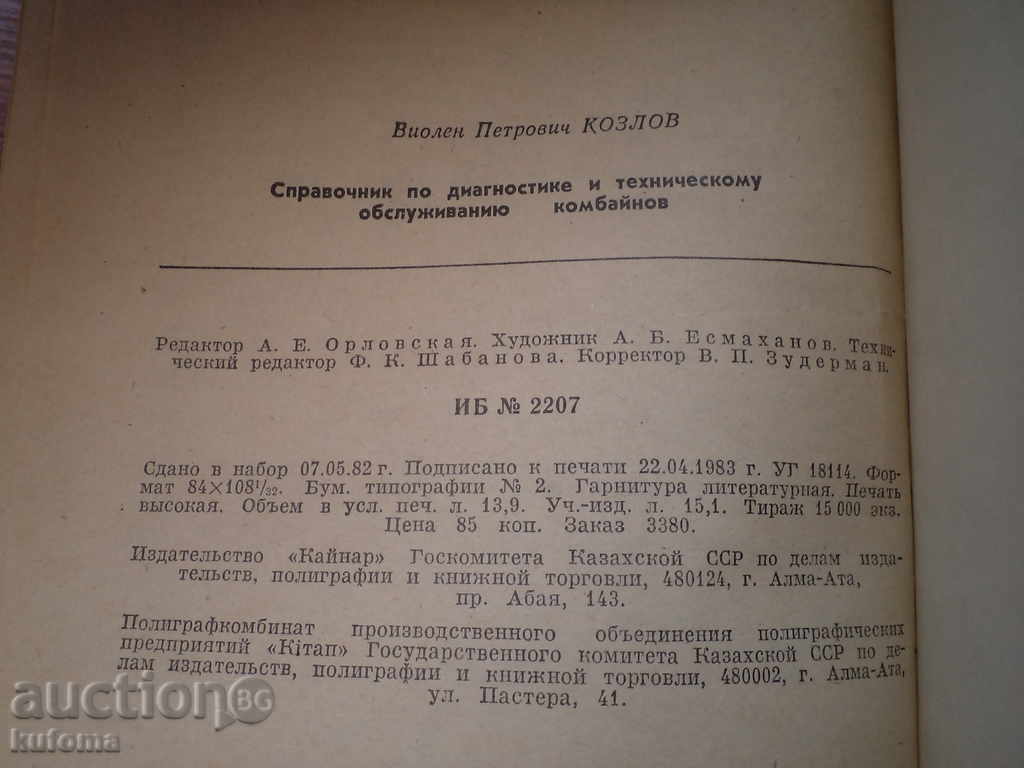 Виолен Петрович КОЗЛОВ
Справочник по диагностике и техническому
обслуживанию комбайнов
Редактор А. Е. Орловская. Художник А. Б. Есмаханов. Техни-
ческий редактор Ф. К. Шабанова. Корректор В. П. Зудерман.
ИБ № 2207
Сдано в набор 07.05.82 г. Подписано к печати 22.04.1983 г. УГ 18114. Фор-
мат 84×108¹/₃₂. Бум. типографии № 2. Гарнитура литературная. Печать
высокая. Объем в усл. печ. л. 13,9. Уч.-изд. л. 15,1. Тираж 15 000 экз.
Цена 85 коп. Заказ 3380.
Издательство «Кайнар» Госкомитета Казахской ССР по делам изда-
тельств, полиграфии и книжной торговли, 480124, г. Алма-Ата,
пр. Абая, 143.
Полиграфкомбинат производственного объединения полиграфических
предприятий «Кітап» Государственного комитета Казахской ССР по де-
лам издательств, полиграфии и книжной торговли, 480002, г. Алма-Ата,
ул. Пастера, 41.
auction BG
kufoma